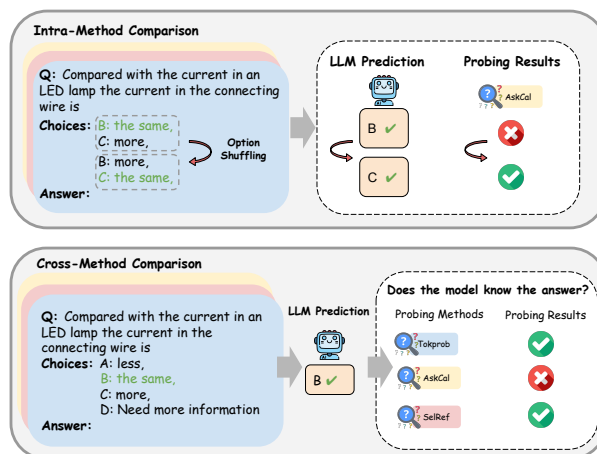 Intra-Method Comparison
Q: Compared with the current in an
LED lamp the current in the connecting
wire is
Choices: B: the same,
C: more,
B: more,
C: the same,
Option
Shuffling
Answer:
LLM Prediction
Probing Results
? ? ? ? ? ? AskCal
B ✔
C ✔
Cross-Method Comparison
Q: Compared with the current in an
LED lamp the current in the
connecting wire is
Choices: A: less,
B: the same,
C: more,
D: Need more information
Answer:
LLM Prediction
B ✔
Does the model know the answer?
Probing Methods
Probing Results
? ? ? ? ? ? Tokprob
? ? ? ? ? ? AskCal
? ? ? ? ? ? SelRef